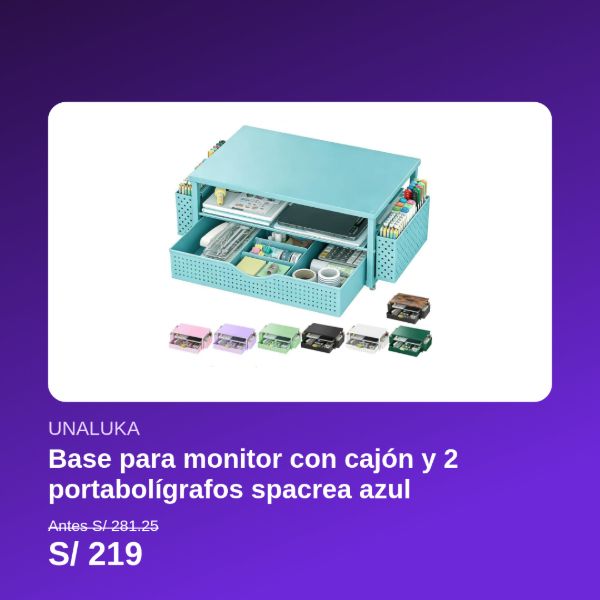 UNALUKA
Base para monitor con cajón y 2
portabolígrafos spacrea azul
Antes S/ 281.25
S/ 219